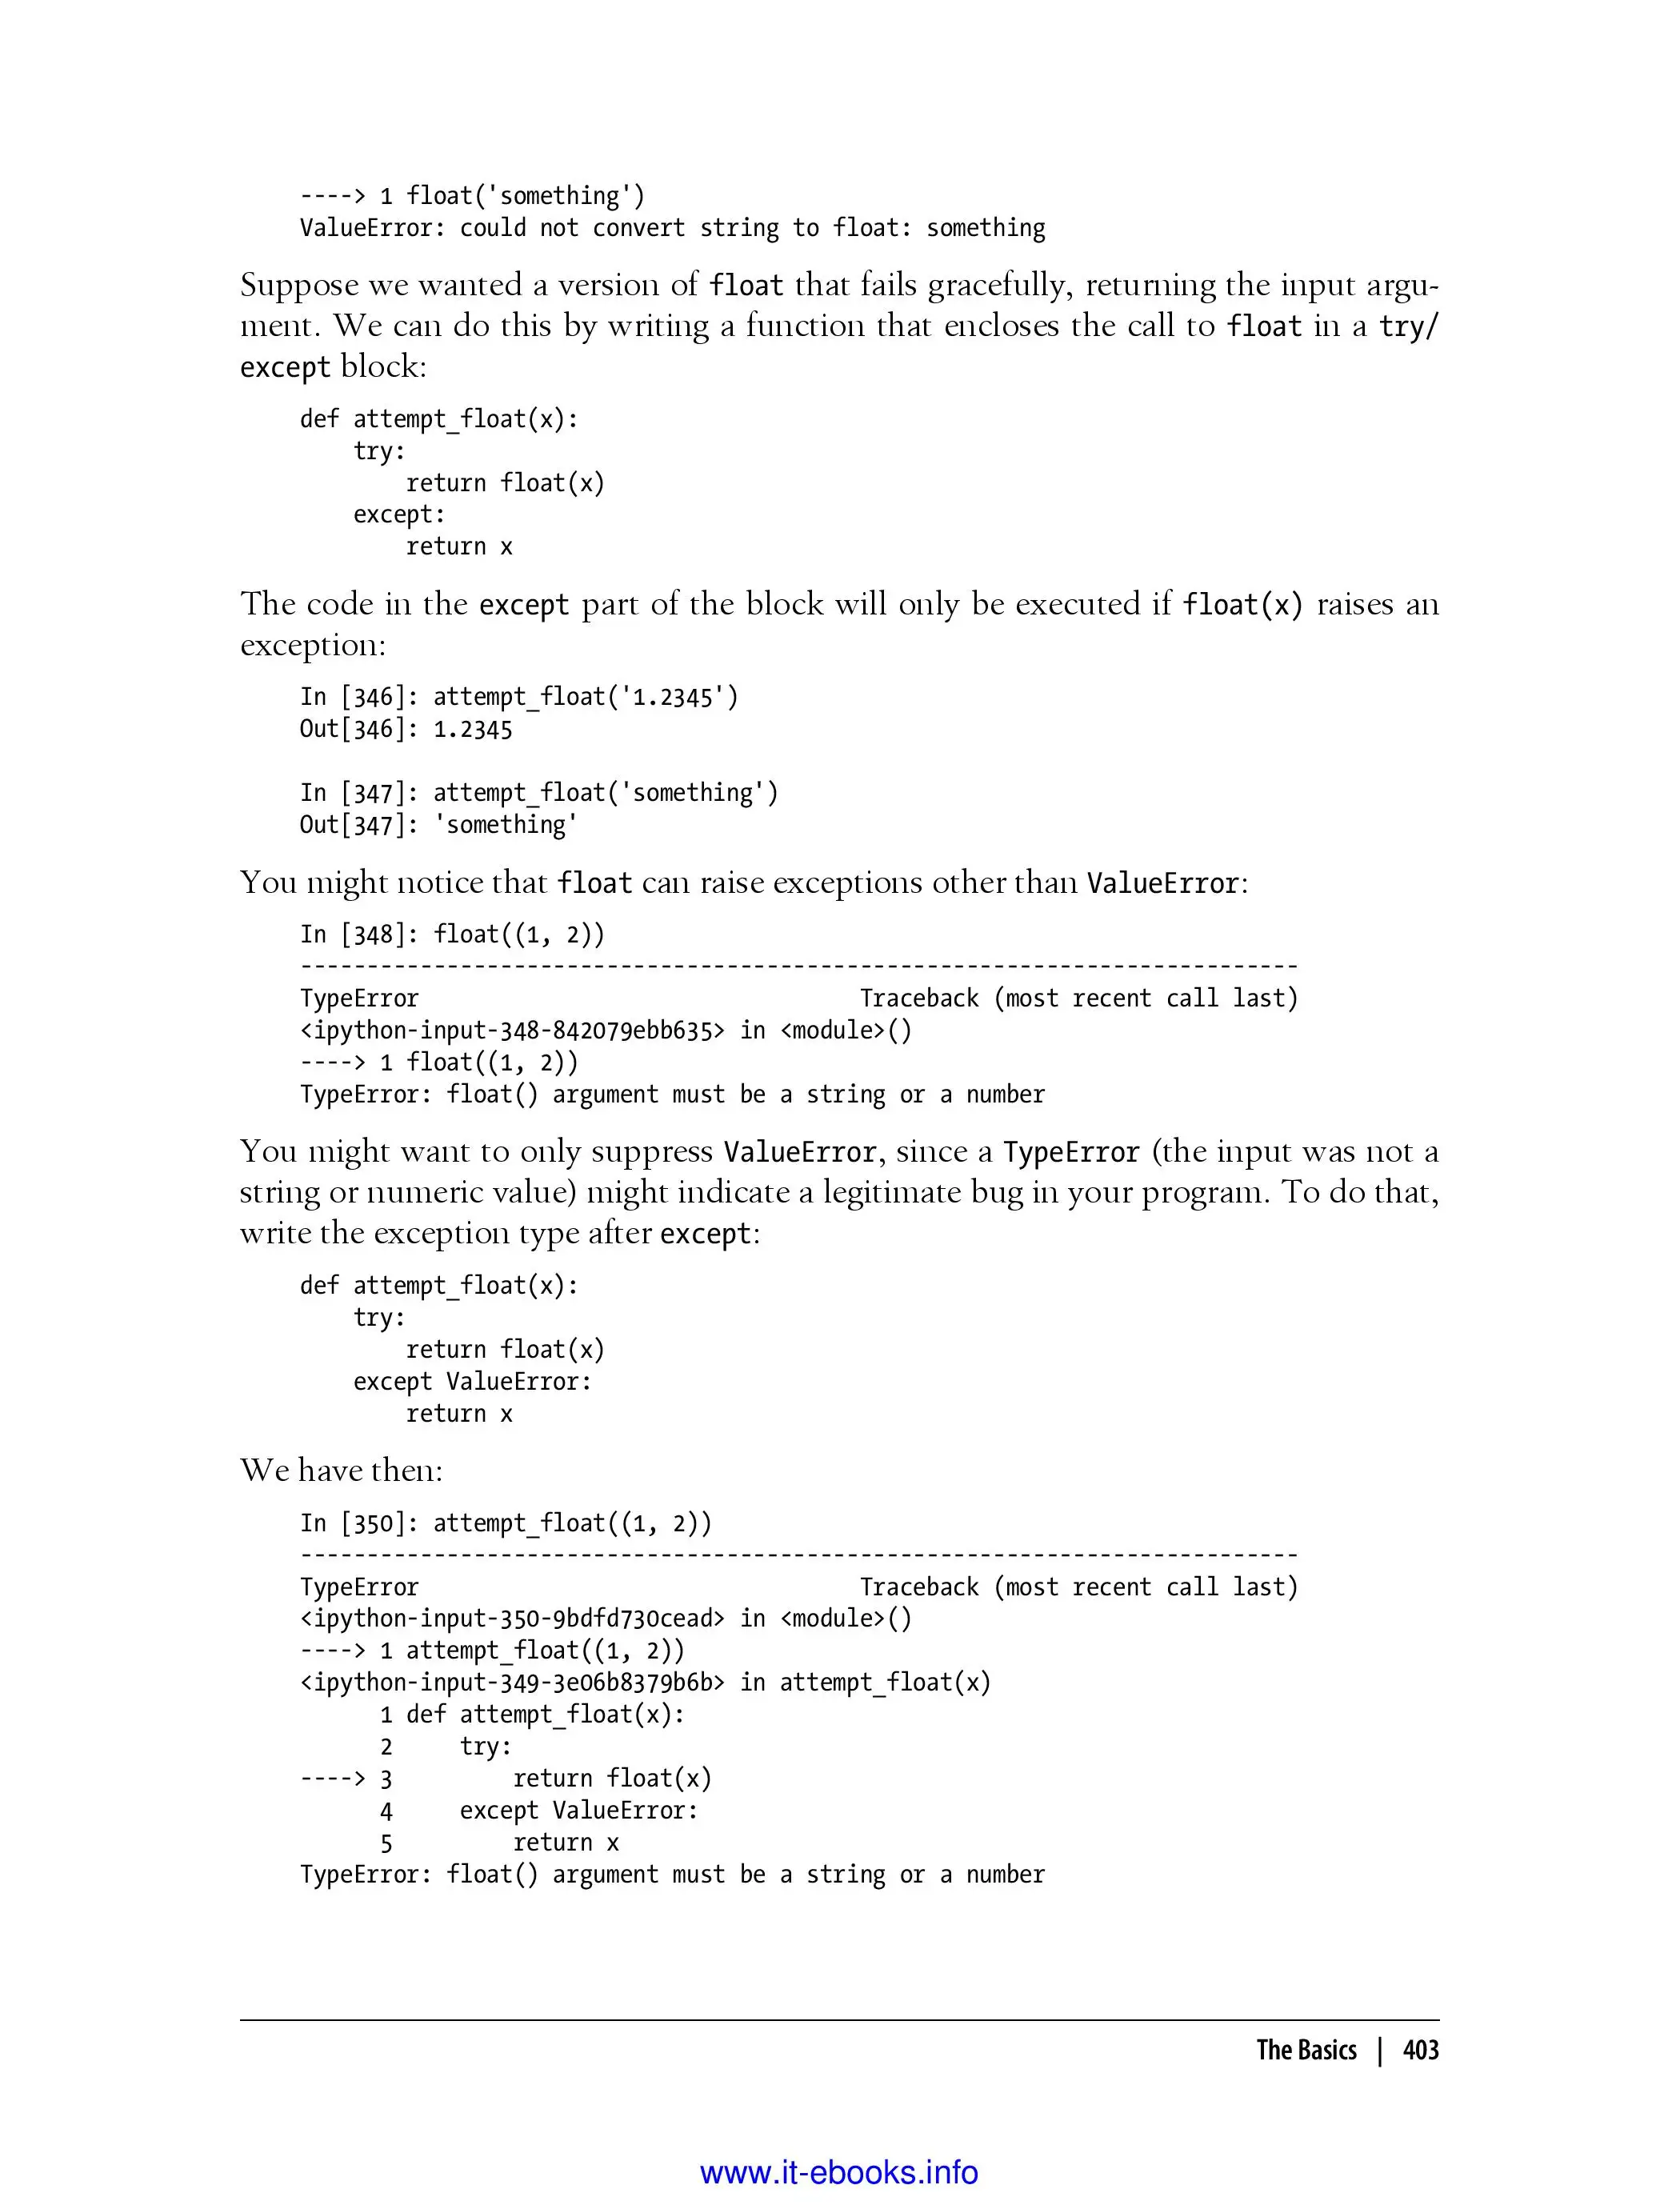 ----> 1 float('something')
ValueError: could not convert string to float: something
Suppose we wanted a version of float that fails gracefully, returning the input argu-
ment. We can do this by writing a function that encloses the call to float in a try/
except block:
def attempt_float(x):
    try:
        return float(x)
    except:
        return x
The code in the except part of the block will only be executed if float(x) raises an
exception:
In [346]: attempt_float('1.2345')
Out[346]: 1.2345
In [347]: attempt_float('something')
Out[347]: 'something'
You might notice that float can raise exceptions other than ValueError:
In [348]: float((1, 2))
---------------------------------------------------------------------------
TypeError                                 Traceback (most recent call last)
<ipython-input-348-842079ebb635> in <module>()
----> 1 float((1, 2))
TypeError: float() argument must be a string or a number
You might want to only suppress ValueError, since a TypeError (the input was not a
string or numeric value) might indicate a legitimate bug in your program. To do that,
write the exception type after except:
def attempt_float(x):
    try:
        return float(x)
    except ValueError:
        return x
We have then:
In [350]: attempt_float((1, 2))
---------------------------------------------------------------------------
TypeError                                 Traceback (most recent call last)
<ipython-input-350-9bdfd730cead> in <module>()
----> 1 attempt_float((1, 2))
<ipython-input-349-3e06b8379b6b> in attempt_float(x)
      1 def attempt_float(x):
      2     try:
----> 3         return float(x)
      4     except ValueError:
      5         return x
TypeError: float() argument must be a string or a number
The Basics | 403
www.it-ebooks.info